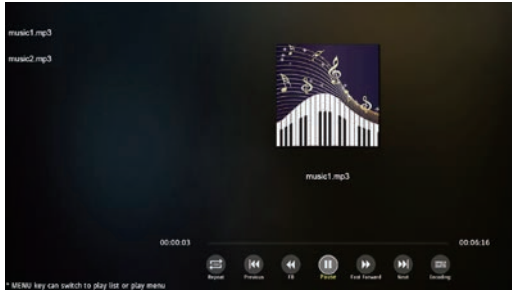 music1.mp3
music2.mp3
music1.mp3
00:00:03
00:06:16
Repeat
Previous
FB
Pause
Fast Forward
Next
Decoding
* MENU key can switch to play list or play menu